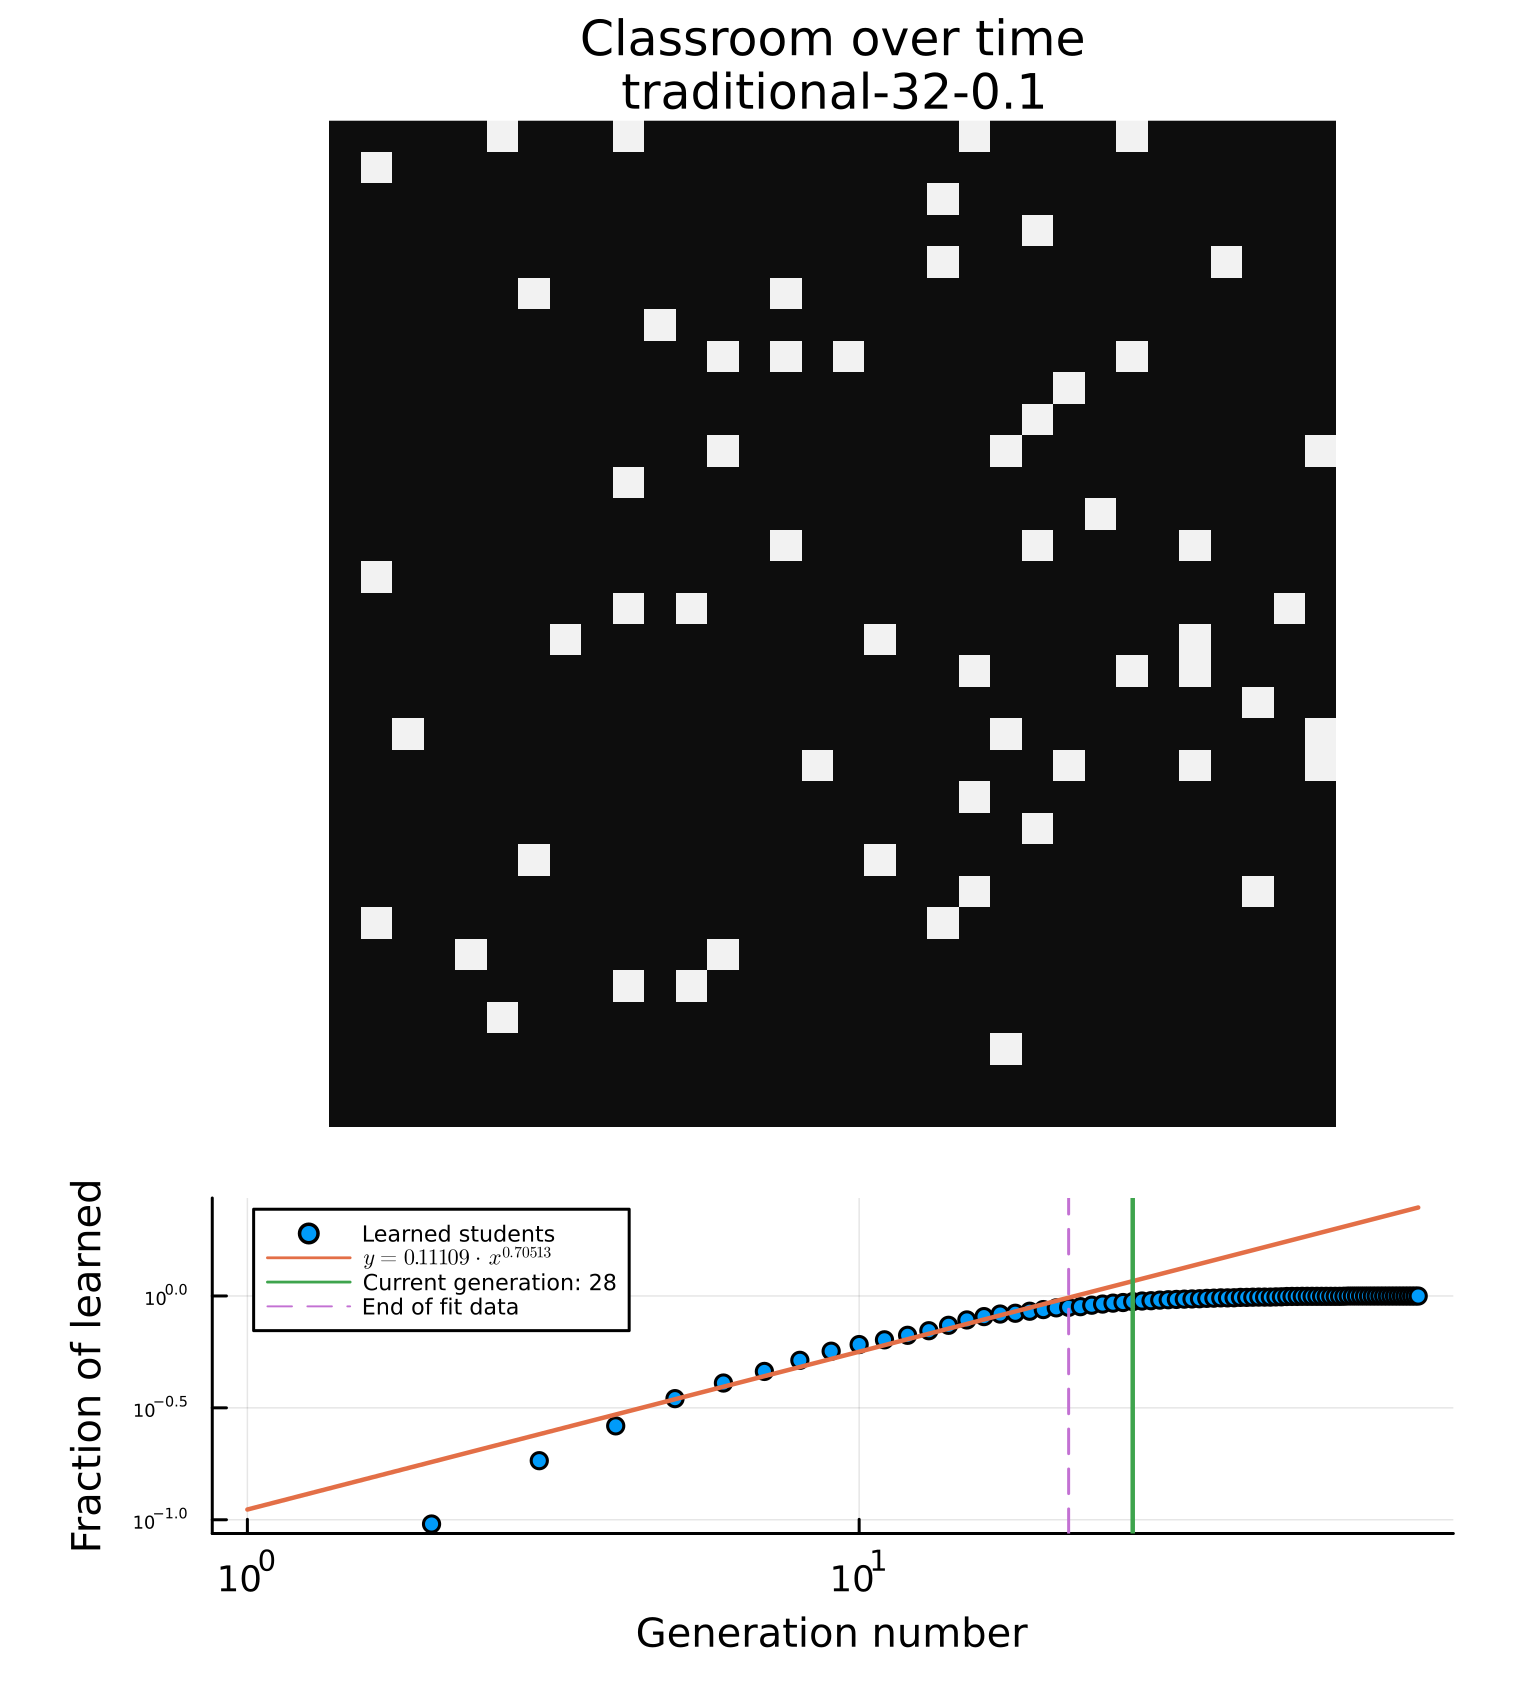 Classroom over time
traditional-32-0.1
Fraction of learned
Learned students
y = 0.11109 · x^0.70513
Current generation: 28
End of fit data
10^0.0
10^−0.5
10^−1.0
10^0
10^1
Generation number